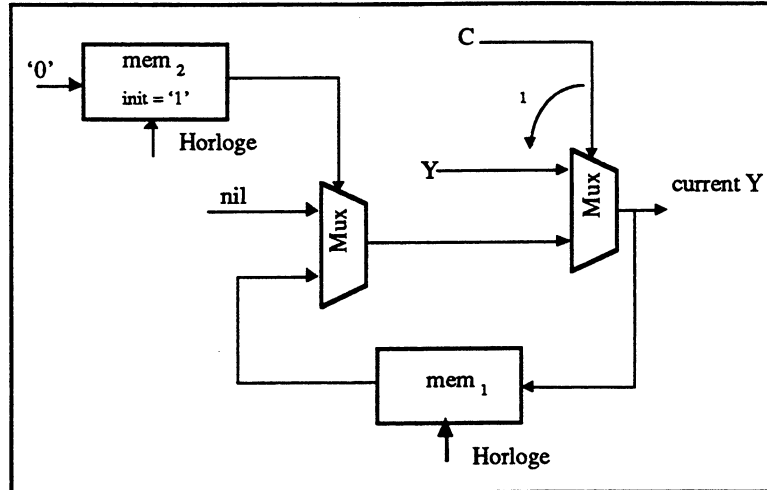 C
‘0’
mem 2
init = ‘1’
1
Horloge
Y
current Y
nil
Mux
Mux
mem 1
Horloge